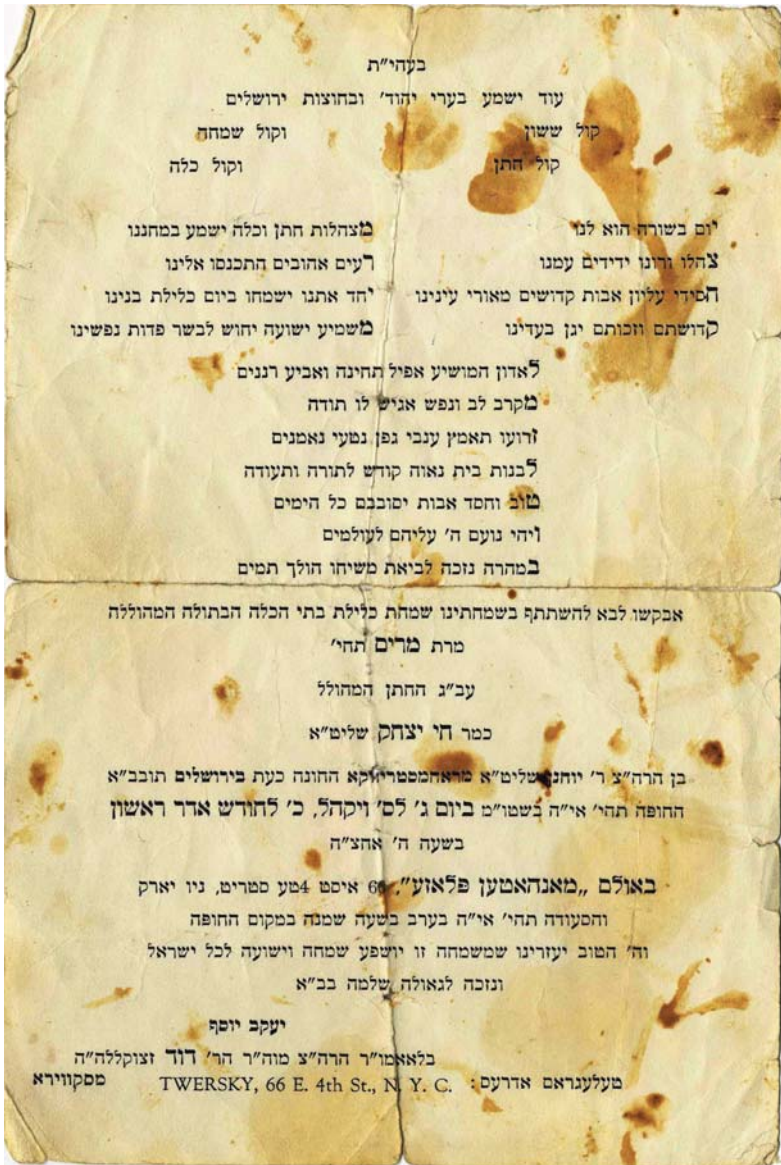 בעהי״ת
עוד ישמע בערי יהוד׳ ובחוצות ירושלים
קול ששון וקול שמחה
קול חתן וקול כלה
יום בשורה הוא לנו מצהלות חתן וכלה ישמע במחננו
צהלו ורונו ידידים עמנו רעים אהובים התכנסו אלינו
חסידי עליון אבות קדושים מאורי עינינו יחד אתנו ישמחו ביום כלילת בנינו
קדושתם וזכותם יגן בעדינו משמיע ישועה יחוש לבשר פדות נפשינו
לאדון המושיע אפיל תחינה ואביע רננים
מקרב לב ונפש אגיש לו תודה
זרועו תאמץ ענבי גפן נטעי נאמנים
לבנות בית נאוה קודש לתורה ותעודה
טוב וחסד אבות יסובבם כל הימים
ויהי נועם ה׳ עליהם לעולמים
במהרה נזכה לביאת משיחו הולך תמים
אבקשו לבא להשתתף בשמחתינו שמחת כלילת בתי הכלה הבתולה המהוללה
מרת מרים תחי׳
עב״ג החתן המהולל
כמר חי יצחק שליט״א
בן הרה״צ ר׳ יוחנן שליט״א מראחמסטריווקא החונה כעת בירושלים תובב״א
החופה תהי׳ אי״ה בשטו״מ ביום ג׳ לס׳ ויקהל, כ׳ לחודש אדר ראשון
בשעה ה׳ אחצ״ה
באולם „מאנהאטען פלאזע״, 66 איסט 4טע סטריט, ניו יארק
והסעודה תהי׳ אי״ה בערב בשעה שמנה במקום החופה
וה׳ הטוב יעזרינו שמשמחה זו יושפע שמחה וישועה לכל ישראל
ונזכה לגאולה שלמה בב״א
יעקב יוסף
בלאאמו״ר הרה״צ מוה״ר הר׳ דוד זצוקללה״ה
מסקווירא
טעלעגראם אדרעס: TWERSKY, 66 E. 4th St., N. Y. C.